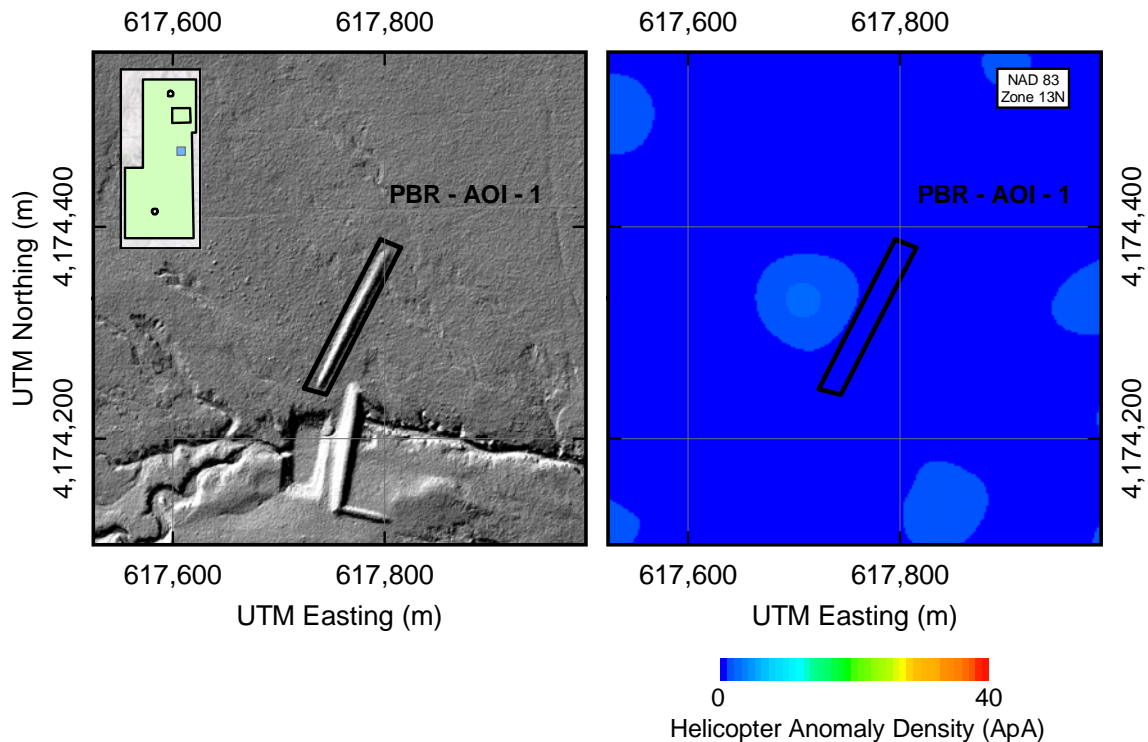 617,600 617,800 617,600 617,800
NAD 83
Zone 13N
PBR - AOI - 1 PBR - AOI - 1
4,174,400 4,174,400
4,174,200 4,174,200
UTM Northing (m)
617,600 617,800 617,600 617,800
UTM Easting (m) UTM Easting (m)
0 40
Helicopter Anomaly Density (ApA)